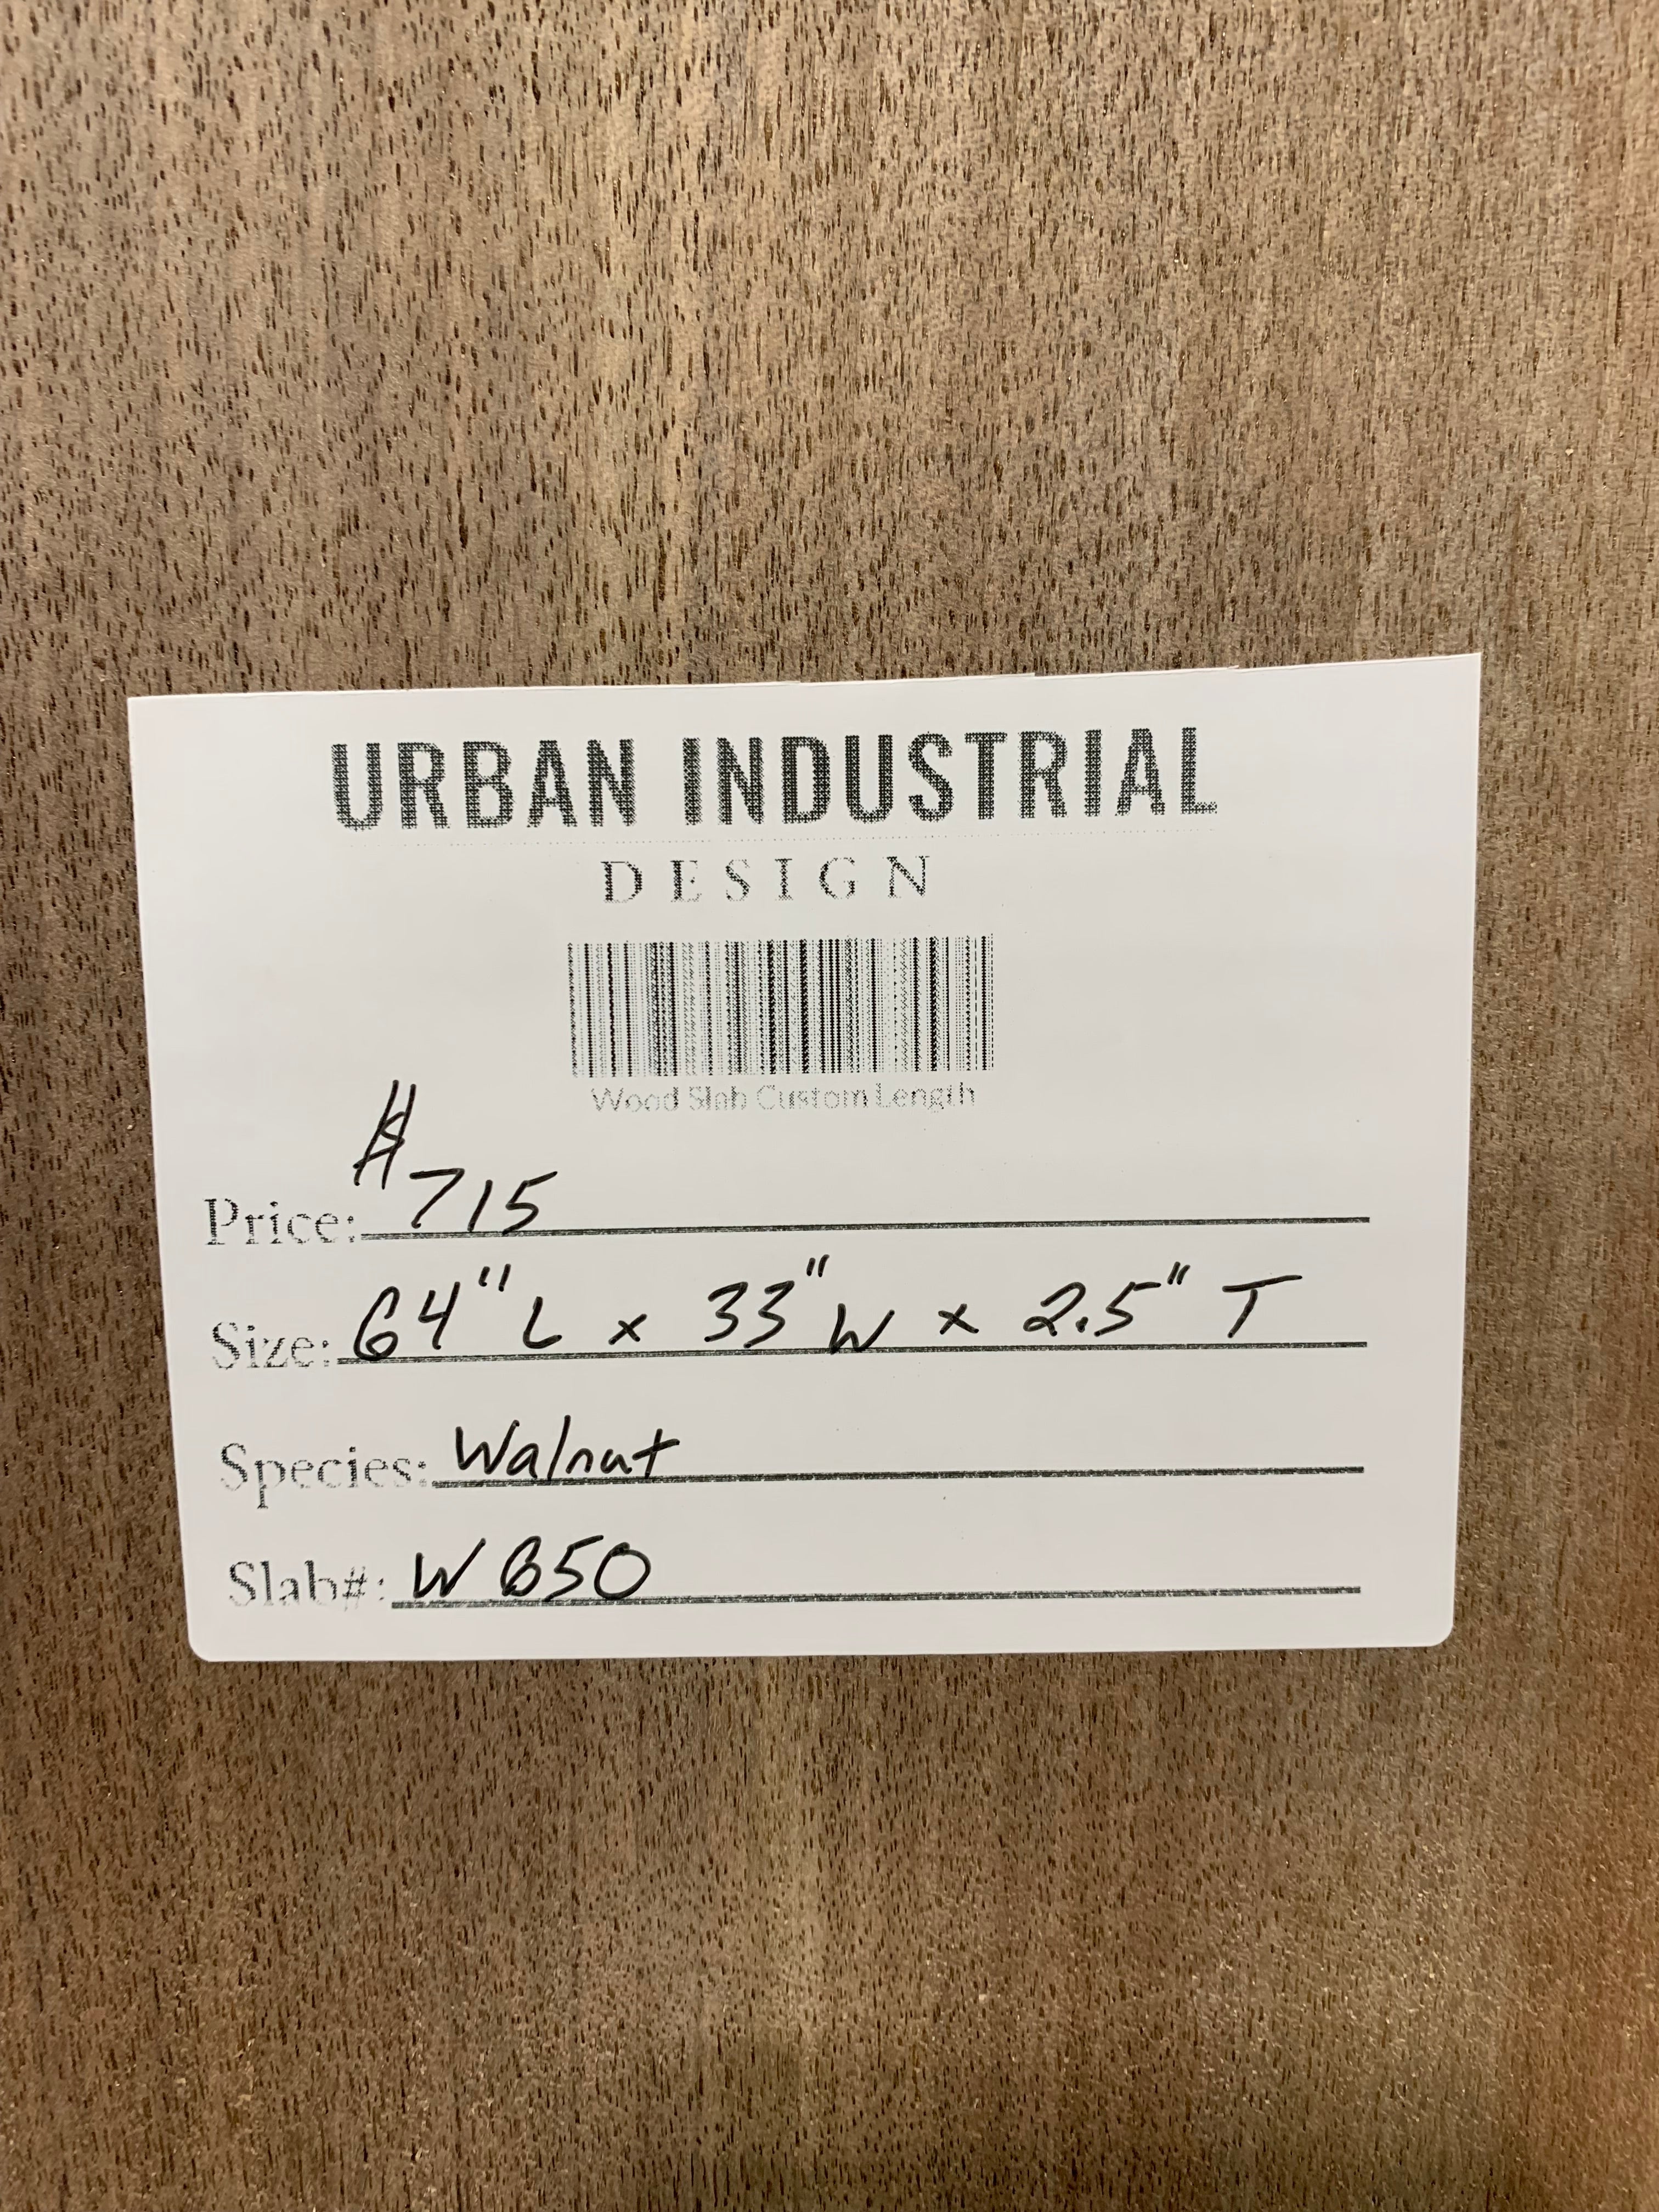 URBAN INDUSTRIAL
DESIGN
Wood Slab Custom Length
Price: $715
Size: 64" L x 33" W x 2.5" T
Species: Walnut
Slab#: W650